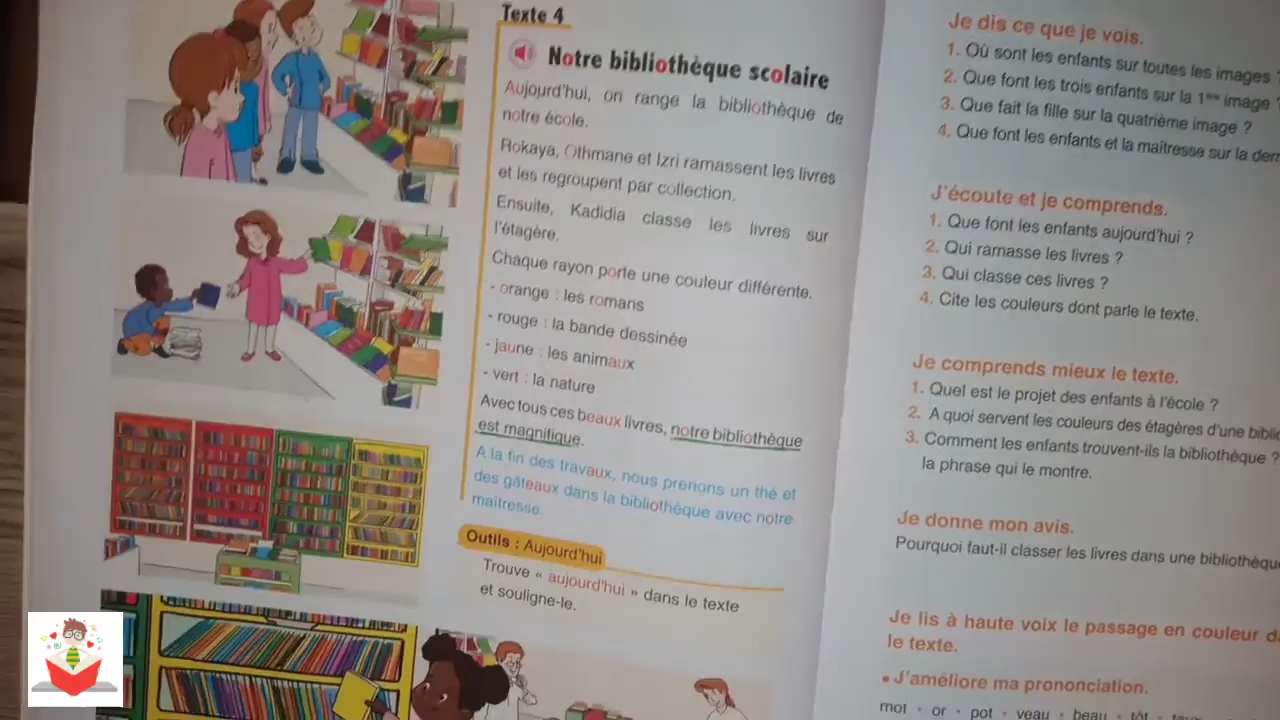 Texte 4
Notre bibliothèque scolaire
Aujourd'hui, on range la bibliothèque de
notre école.
Rokaya, Othmane et Izri ramassent les livres
et les regroupent par collection.
Ensuite, Kadidia classe les livres sur
l'étagère.
Chaque rayon porte une couleur différente.
- orange : les romans
- rouge : la bande dessinée
- jaune : les animaux
- vert : la nature
Avec tous ces beaux livres, notre bibliothèque
est magnifique.
A la fin des travaux, nous prenons un thé et
des gâteaux dans la bibliothèque avec notre
maîtresse.
Outils : Aujourd'hui
Trouve « aujourd'hui » dans le texte
et souligne-le.
Je dis ce que je vois.
1. Où sont les enfants sur toutes les images ?
2. Que font les trois enfants sur la 1ère image
3. Que fait la fille sur la quatrième image ?
4. Que font les enfants et la maîtresse sur la
J'écoute et je comprends.
1. Que font les enfants aujourd'hui ?
2. Qui ramasse les livres ?
3. Qui classe ces livres ?
4. Cite les couleurs dont parle le texte.
Je comprends mieux le texte.
1. Quel est le projet des enfants à l'école ?
2. A quoi servent les couleurs des étagères d'une
3. Comment les enfants trouvent-ils la bibliothèque ?
la phrase qui le montre.
Je donne mon avis.
Pourquoi faut-il classer les livres dans une
Je lis à haute voix le passage en couleur
le texte.
• J'améliore ma prononciation.
mot - or - pot - veau - beau - tôt